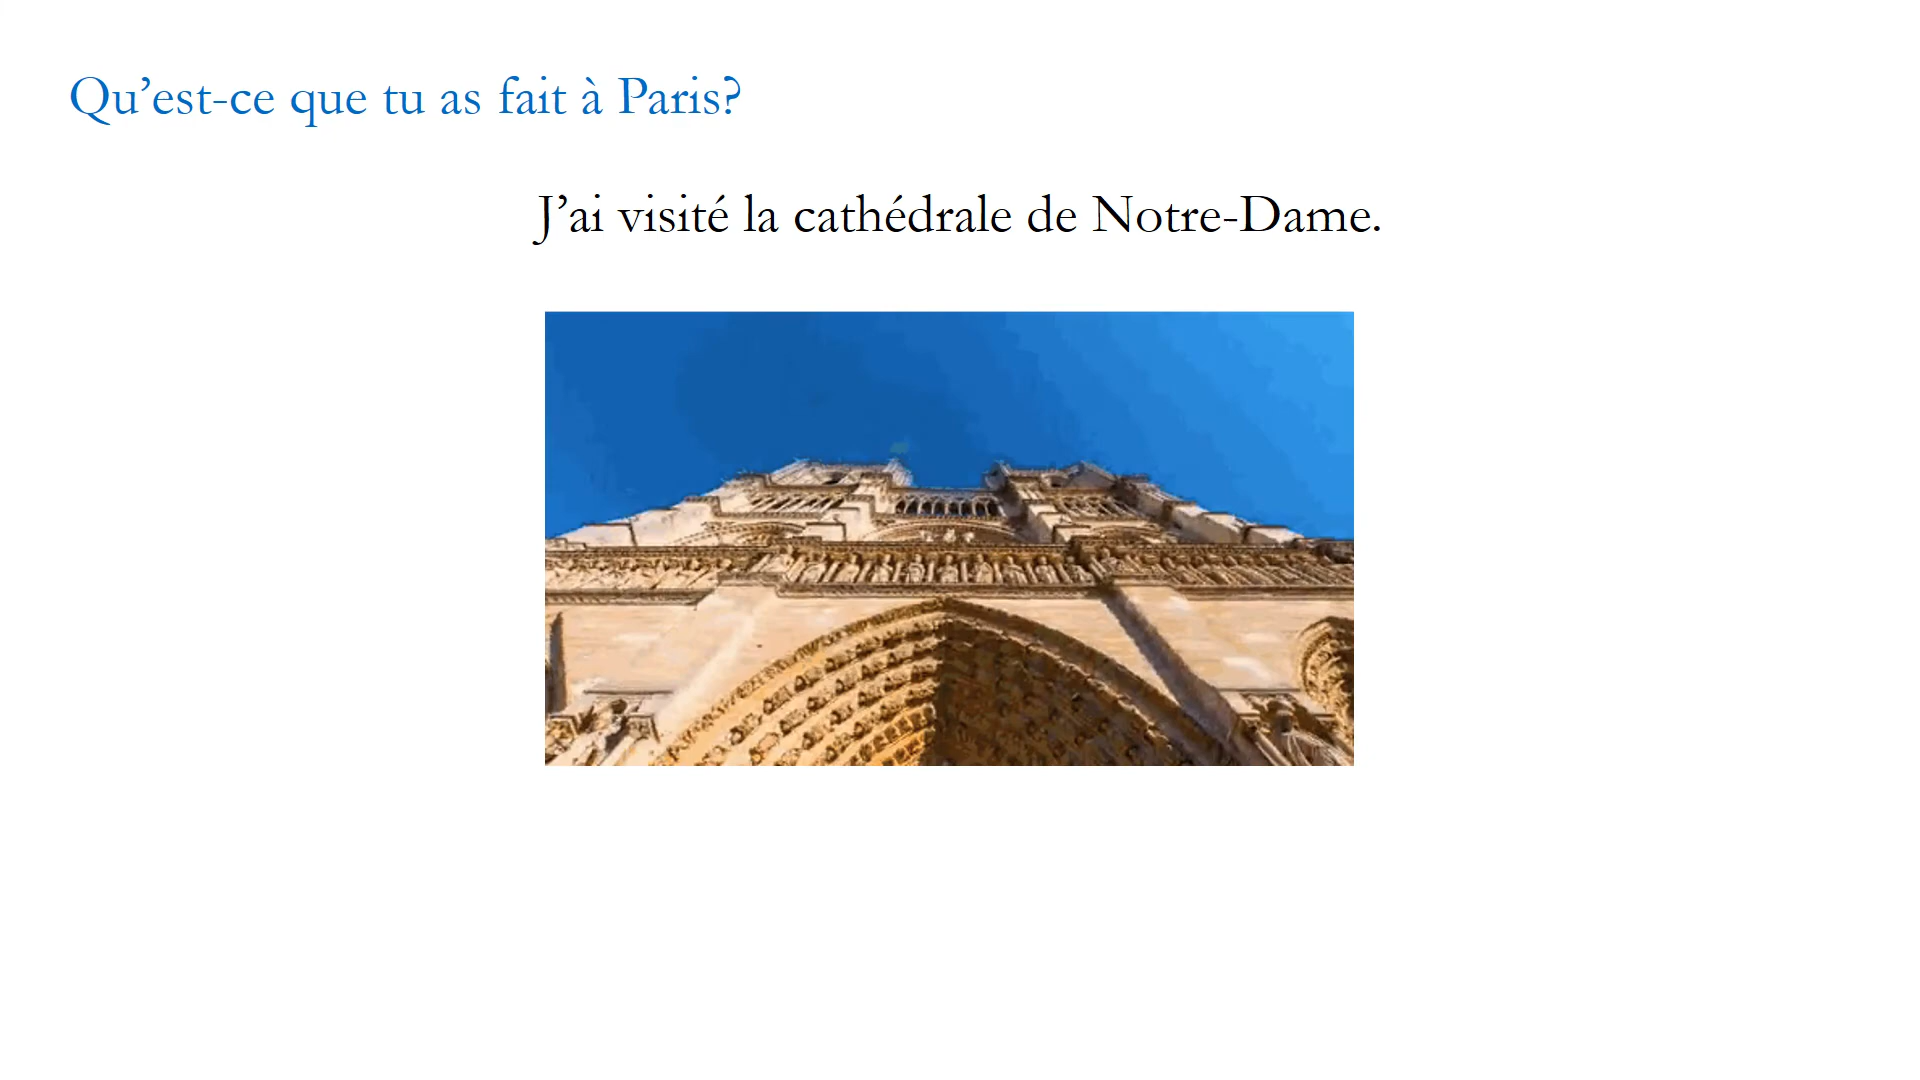 Qu’est-ce que tu as fait à Paris?
J’ai visité la cathédrale de Notre-Dame.